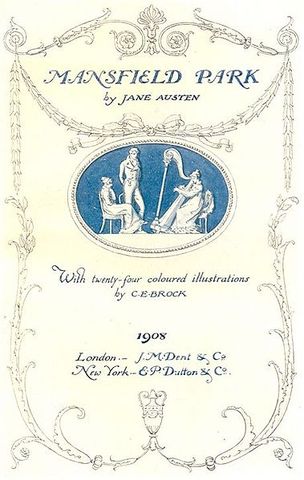 MANSFIELD PARK
by JANE AUSTEN
With twenty-four coloured illustrations
by C.E.BROCK
1908
London.- J.M.Dent & Co
New York.- E.P.Dutton & Co.